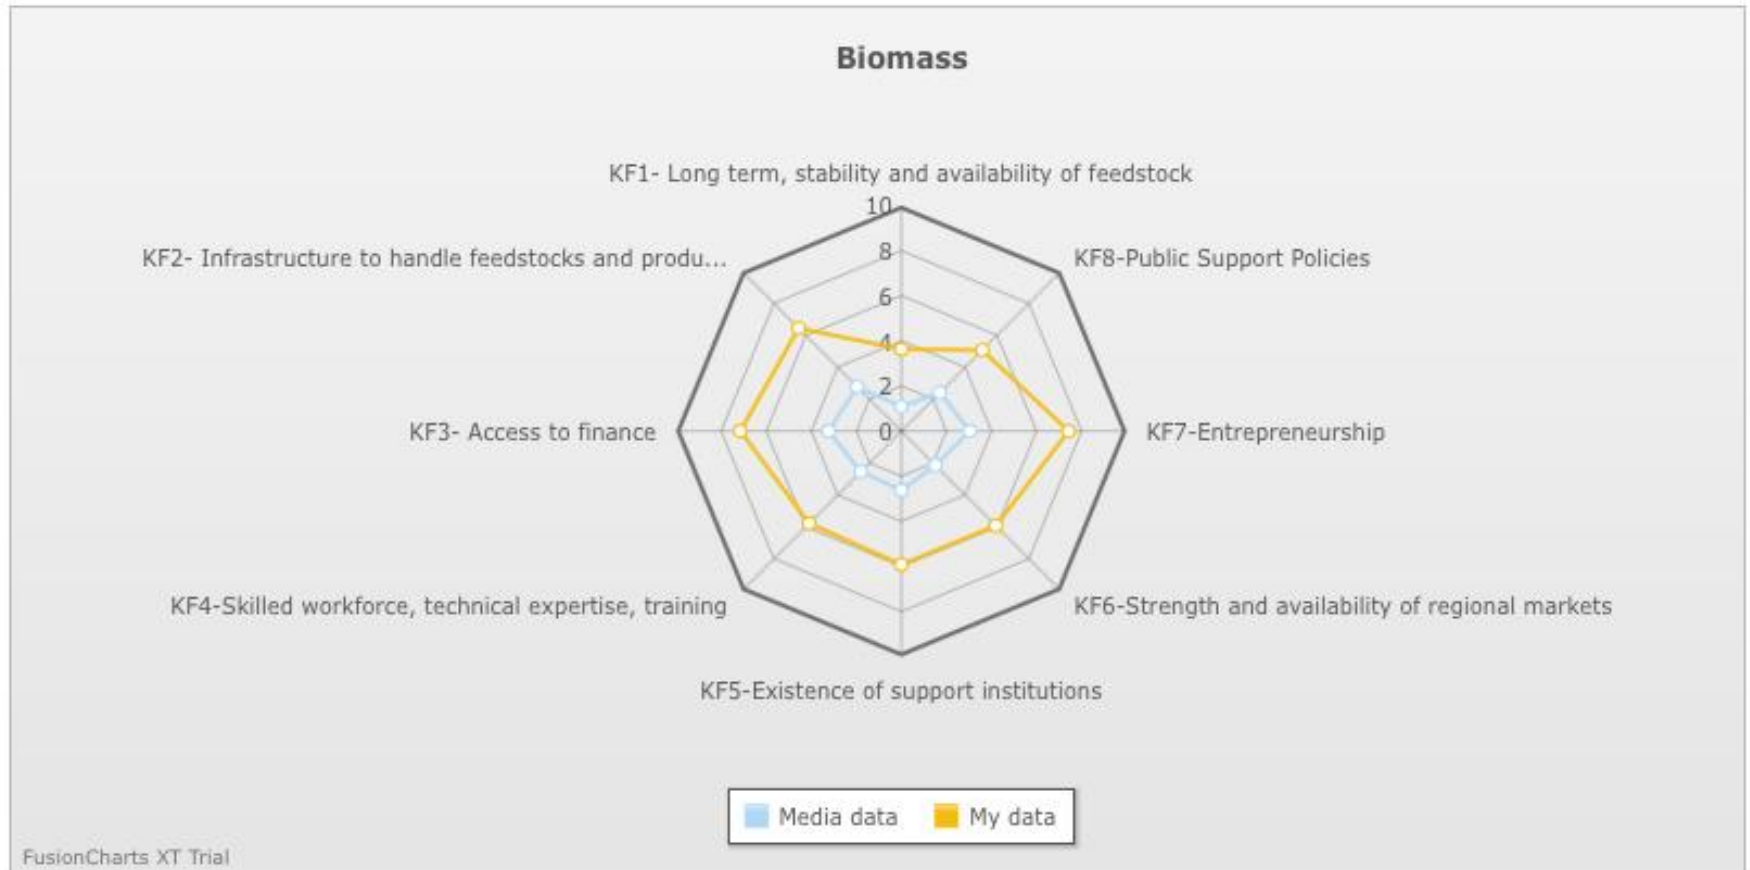 Biomass
KF1- Long term, stability and availability of feedstock
10
KF2- Infrastructure to handle feedstocks and produ...
8
KF8-Public Support Policies
6
4
2
KF3- Access to finance
0
KF7-Entrepreneurship
KF4-Skilled workforce, technical expertise, training
KF6-Strength and availability of regional markets
KF5-Existence of support institutions
Media data
My data
FusionCharts XT Trial